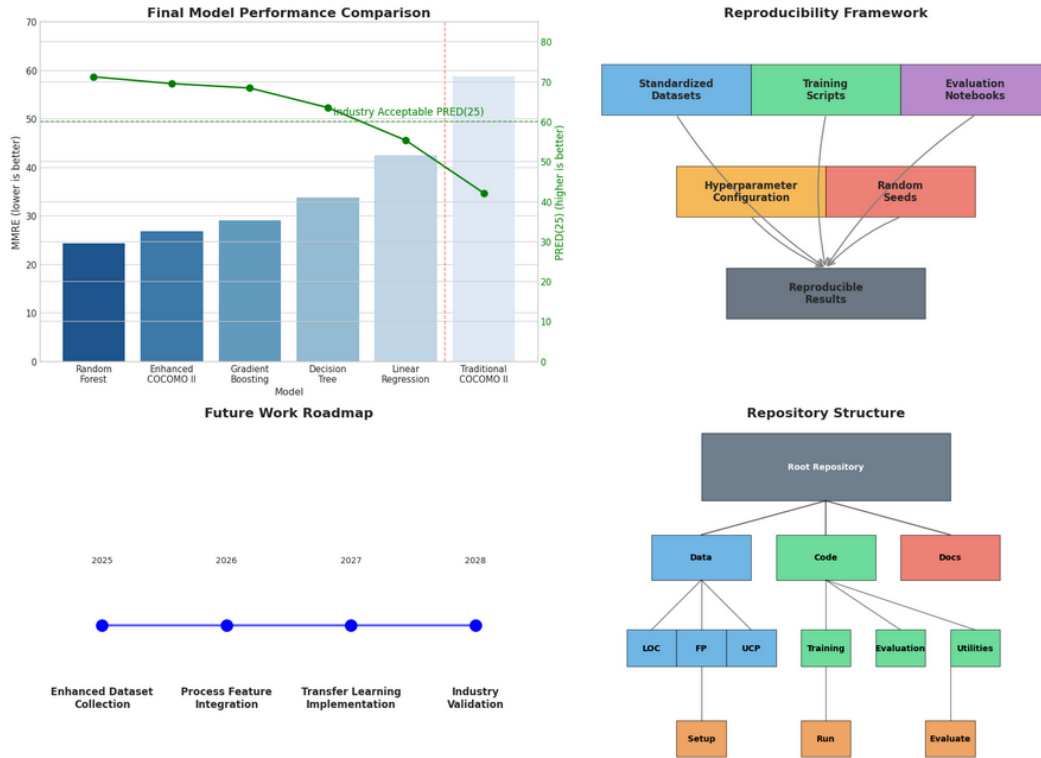 Final Model Performance Comparison
70
60
50
40
30
20
10
0
MMRE (lower is better)
80
70
60
50
40
30
20
10
0
PRED(25) (higher is better)
Industry Acceptable PRED(25)
Random
Forest
Enhanced
COCOMO II
Gradient
Boosting
Decision
Tree
Linear
Regression
Traditional
COCOMO II
Model
Reproducibility Framework
Standardized
Datasets
Training
Scripts
Evaluation
Notebooks
Hyperparameter
Configuration
Random
Seeds
Reproducible
Results
Future Work Roadmap
2025
2026
2027
2028
Enhanced Dataset
Collection
Process Feature
Integration
Transfer Learning
Implementation
Industry
Validation
Repository Structure
Root Repository
Data
Code
Docs
LOC
FP
UCP
Training
Evaluation
Utilities
Setup
Run
Evaluate